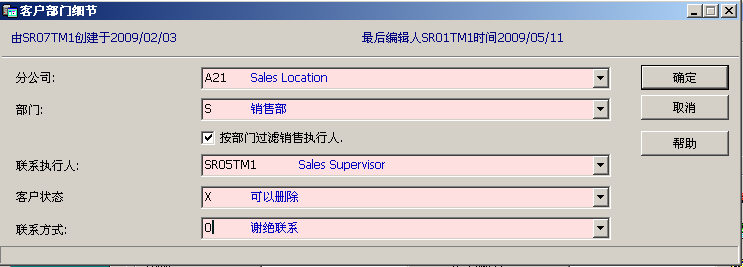 客户部门细节
由SR07TM1创建于2009/02/03 最后编辑人SR01TM1时间2009/05/11
分公司: A21 Sales Location 确定
部门: S 销售部 取消
按部门过滤销售执行人. 帮助
联系执行人: SR05TM1 Sales Supervisor
客户状态 X 可以删除
联系方式: 0 谢绝联系